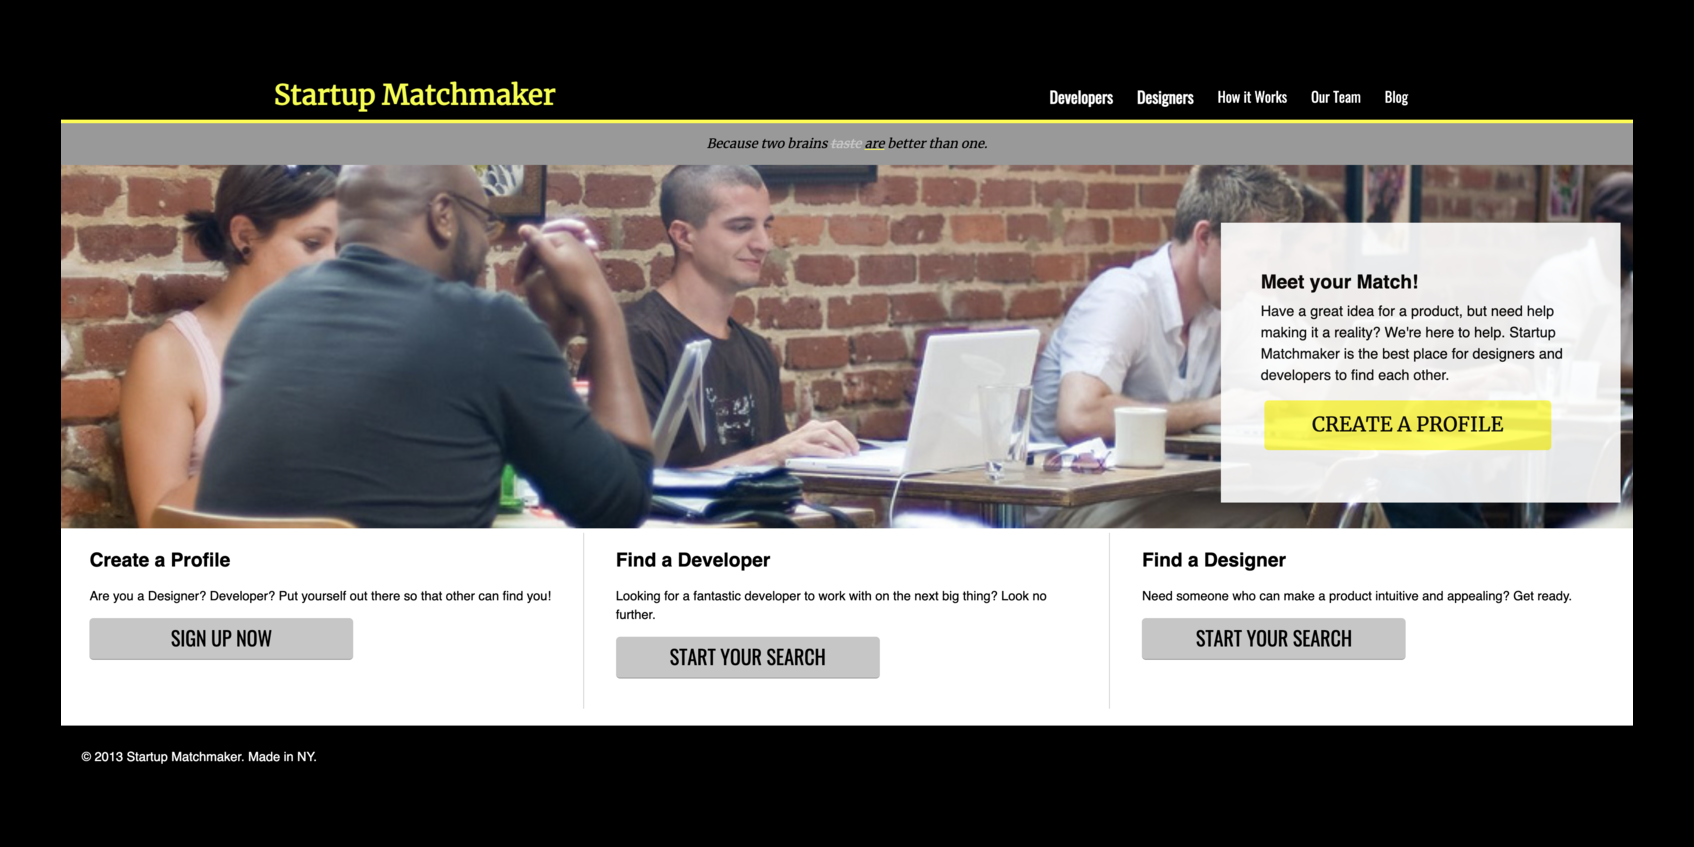 Startup Matchmaker
Developers Designers How it Works Our Team Blog
Because two brains taste are better than one.
Meet your Match!
Have a great idea for a product, but need help
making it a reality? We're here to help. Startup
Matchmaker is the best place for designers and
developers to find each other.
CREATE A PROFILE
Create a Profile
Are you a Designer? Developer? Put yourself out there so that other can find you!
SIGN UP NOW
Find a Developer
Looking for a fantastic developer to work with on the next big thing? Look no
further.
START YOUR SEARCH
Find a Designer
Need someone who can make a product intuitive and appealing? Get ready.
START YOUR SEARCH
© 2013 Startup Matchmaker. Made in NY.